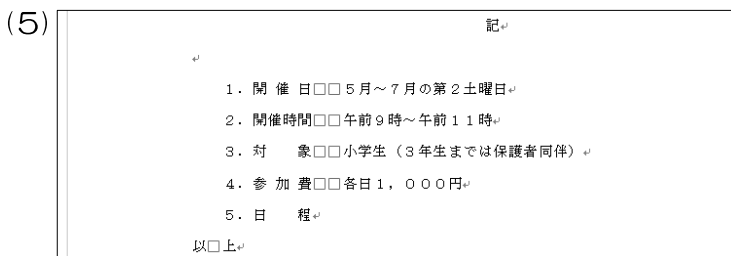 (5)
記↵
↵
1. 開 催 日□□5月～7月の第2土曜日↵
2. 開催時間□□午前9時～午前11時↵
3. 対　　象□□小学生（3年生までは保護者同伴）↵
4. 参 加 費□□各日1，000円↵
5. 日　　程↵
以□上↵